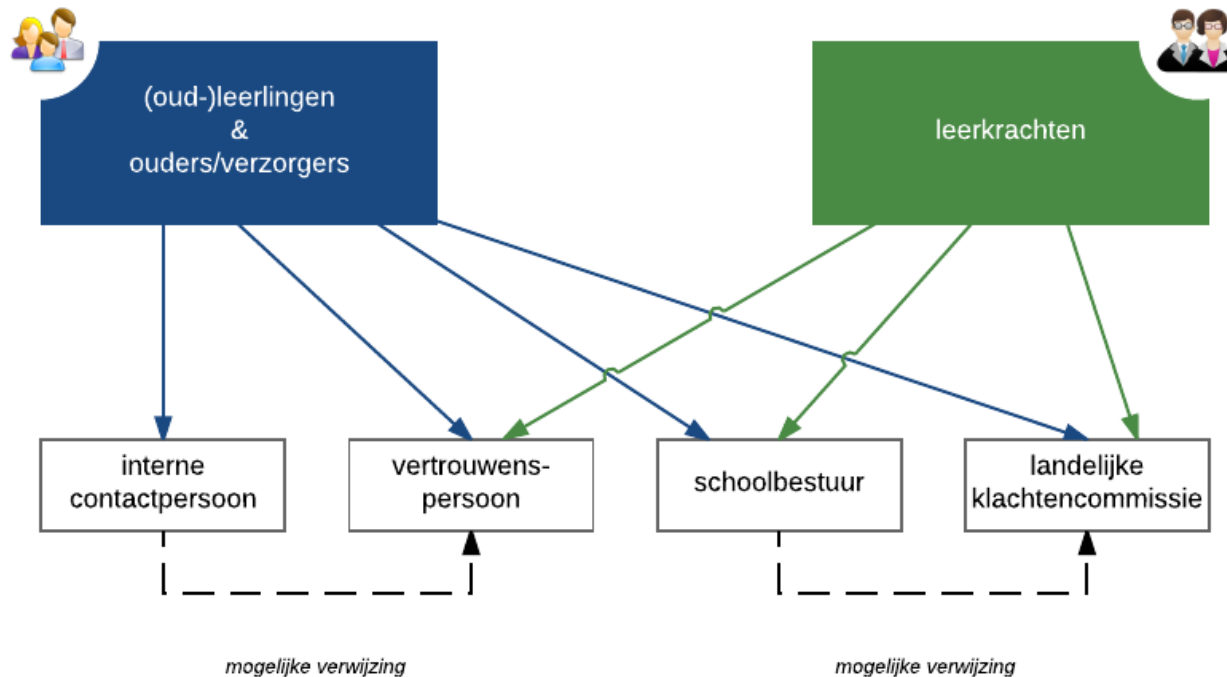 (oud-)leerlingen
&
ouders/verzorgers
leerkrachten
interne
contactpersoon
vertrouwens-
persoon
schoolbestuur
landelijke
klachtencommissie
mogelijke verwijzing
mogelijke verwijzing